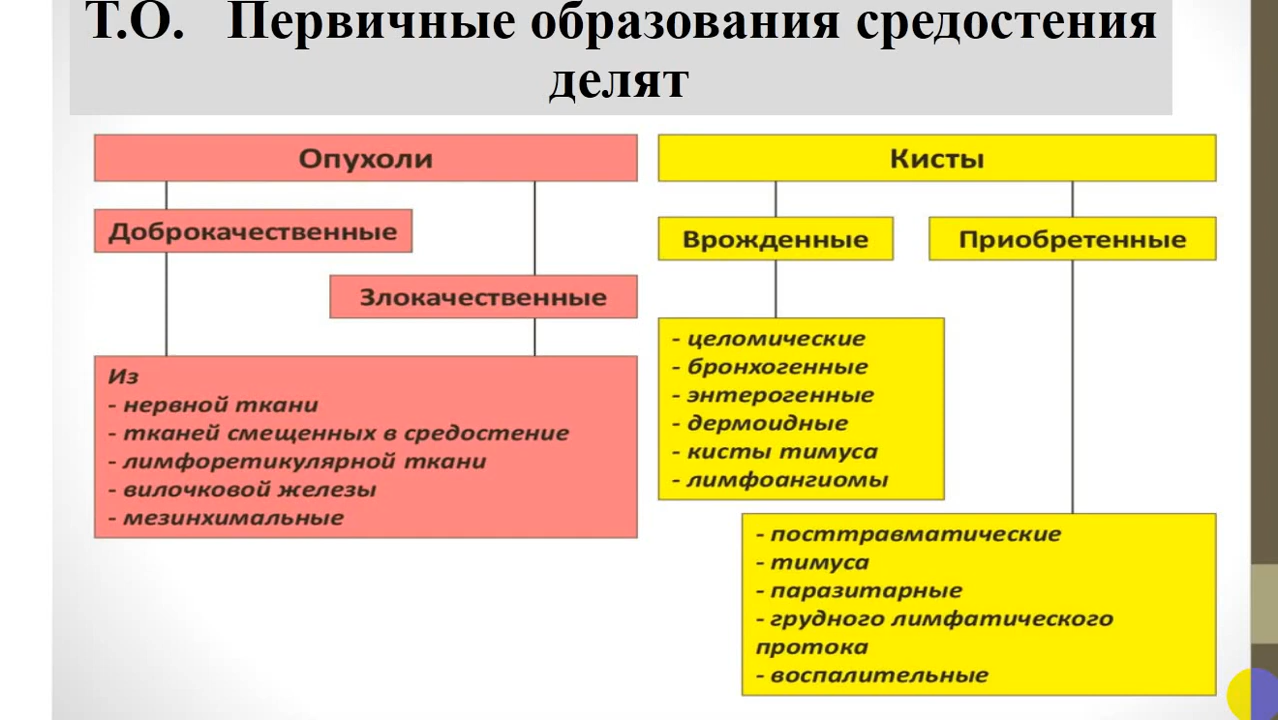 Т.О. Первичные образования средостения
делят
Опухоли
Доброкачественные
Злокачественные
Из
- нервной ткани
- тканей смещенных в средостение
- лимфоретикулярной ткани
- вилочковой железы
- мезинхимальные
Кисты
Врожденные
Приобретенные
- целомические
- бронхогенные
- энтерогенные
- дермоидные
- кисты тимуса
- лимфоангиомы
- посттравматические
- тимуса
- паразитарные
- грудного лимфатического
протока
- воспалительные